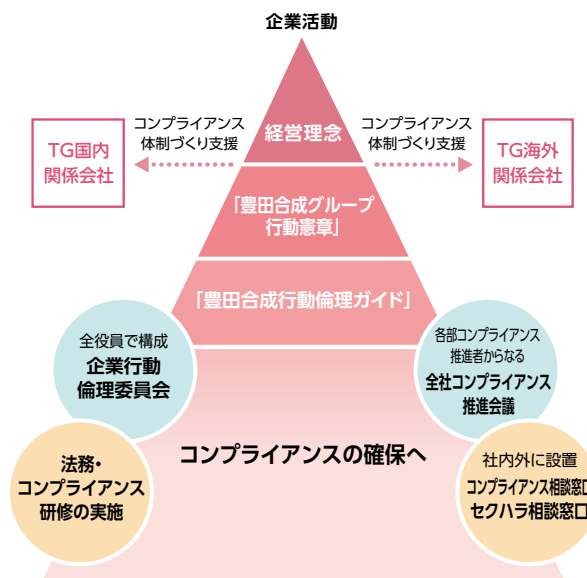 企業活動
コンプライアンス
体制づくり支援
経営理念
コンプライアンス
体制づくり支援
TG国内
関係会社
TG海外
関係会社
「豊田合成グループ
行動憲章」
「豊田合成行動倫理ガイド」
全役員で構成
企業行動
倫理委員会
各部コンプライアンス
推進者からなる
全社コンプライアンス
推進会議
コンプライアンスの確保へ
法務・
コンプライアンス
研修の実施
社内外に設置
コンプライアンス相談窓口
セクハラ相談窓口